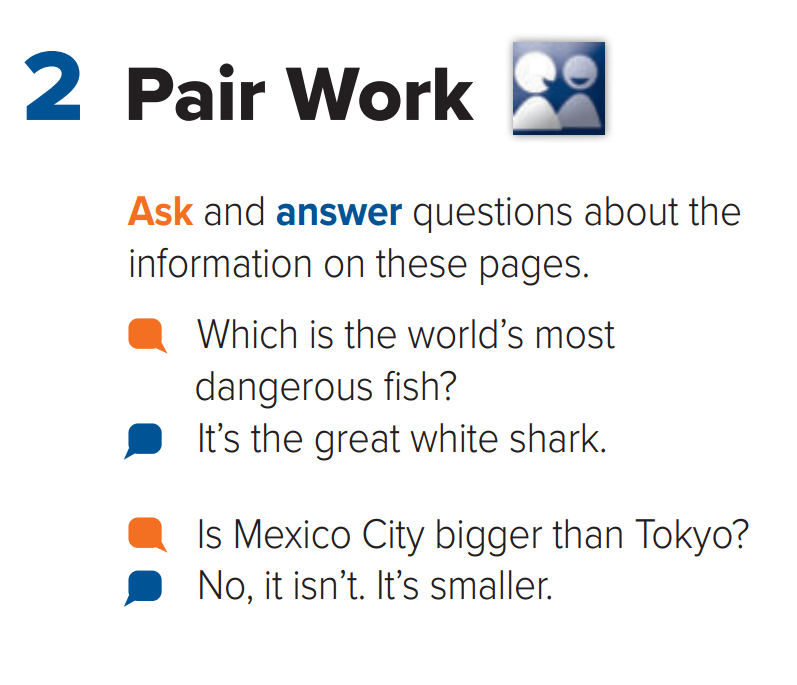 2 Pair Work
Ask and answer questions about the
information on these pages.
Which is the world’s most
dangerous fish?
It’s the great white shark.
Is Mexico City bigger than Tokyo?
No, it isn’t. It’s smaller.